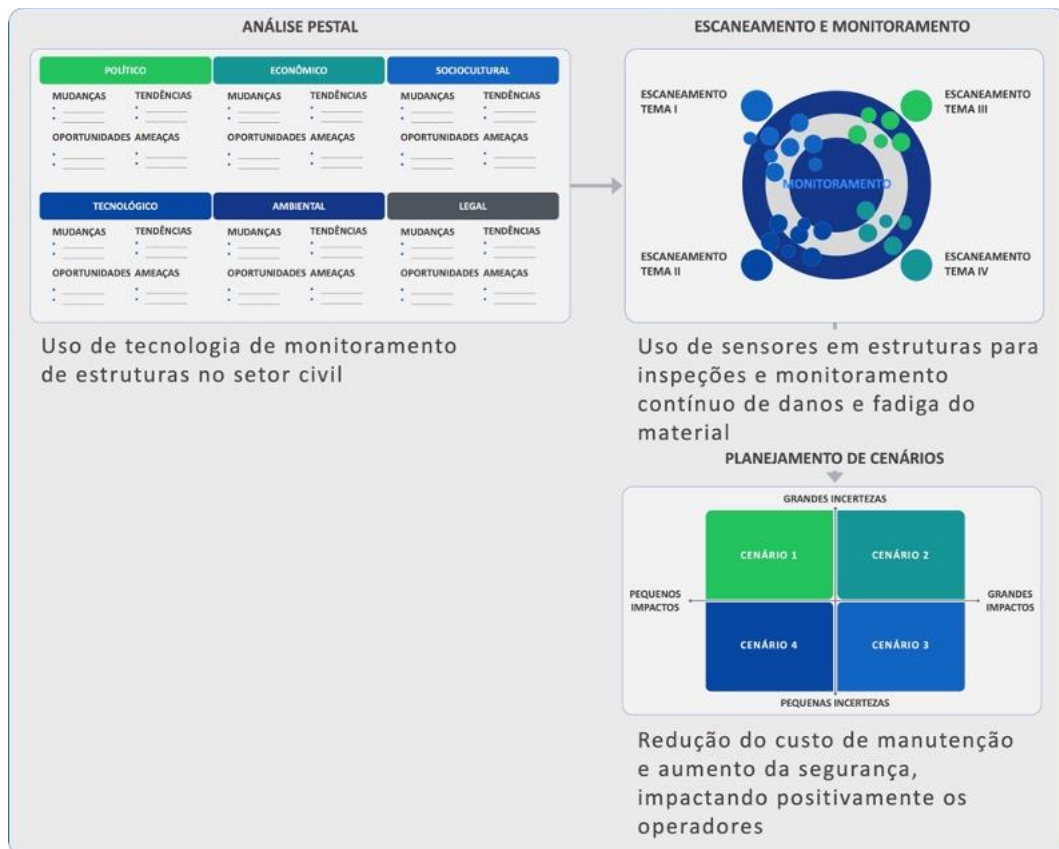 ANÁLISE PESTAL
POLÍTICO
ECONÔMICO
SOCIOCULTURAL
MUDANÇAS TENDÊNCIAS
MUDANÇAS TENDÊNCIAS
MUDANÇAS TENDÊNCIAS
OPORTUNIDADES AMEAÇAS
OPORTUNIDADES AMEAÇAS
OPORTUNIDADES AMEAÇAS
TECNOLÓGICO
AMBIENTAL
LEGAL
MUDANÇAS TENDÊNCIAS
MUDANÇAS TENDÊNCIAS
MUDANÇAS TENDÊNCIAS
OPORTUNIDADES AMEAÇAS
OPORTUNIDADES AMEAÇAS
OPORTUNIDADES AMEAÇAS
Uso de tecnologia de monitoramento
de estruturas no setor civil
ESCANEAMENTO E MONITORAMENTO
ESCANEAMENTO
TEMA I
ESCANEAMENTO
TEMA III
MONITORAMENTO
ESCANEAMENTO
TEMA II
ESCANEAMENTO
TEMA IV
Uso de sensores em estruturas para
inspeções e monitoramento
contínuo de danos e fadiga do
material
PLANEJAMENTO DE CENÁRIOS
GRANDES INCERTEZAS
CENÁRIO 1
CENÁRIO 2
PEQUENOS
IMPACTOS
GRANDES
IMPACTOS
CENÁRIO 4
CENÁRIO 3
PEQUENAS INCERTEZAS
Redução do custo de manutenção
e aumento da segurança,
impactando positivamente os
operadores